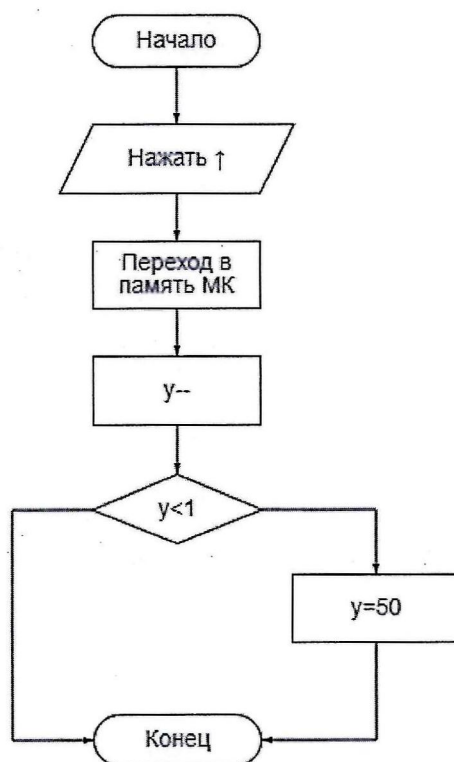 Начало
Нажать ↑
Переход в
память МК
y--
y<1
y=50
Конец